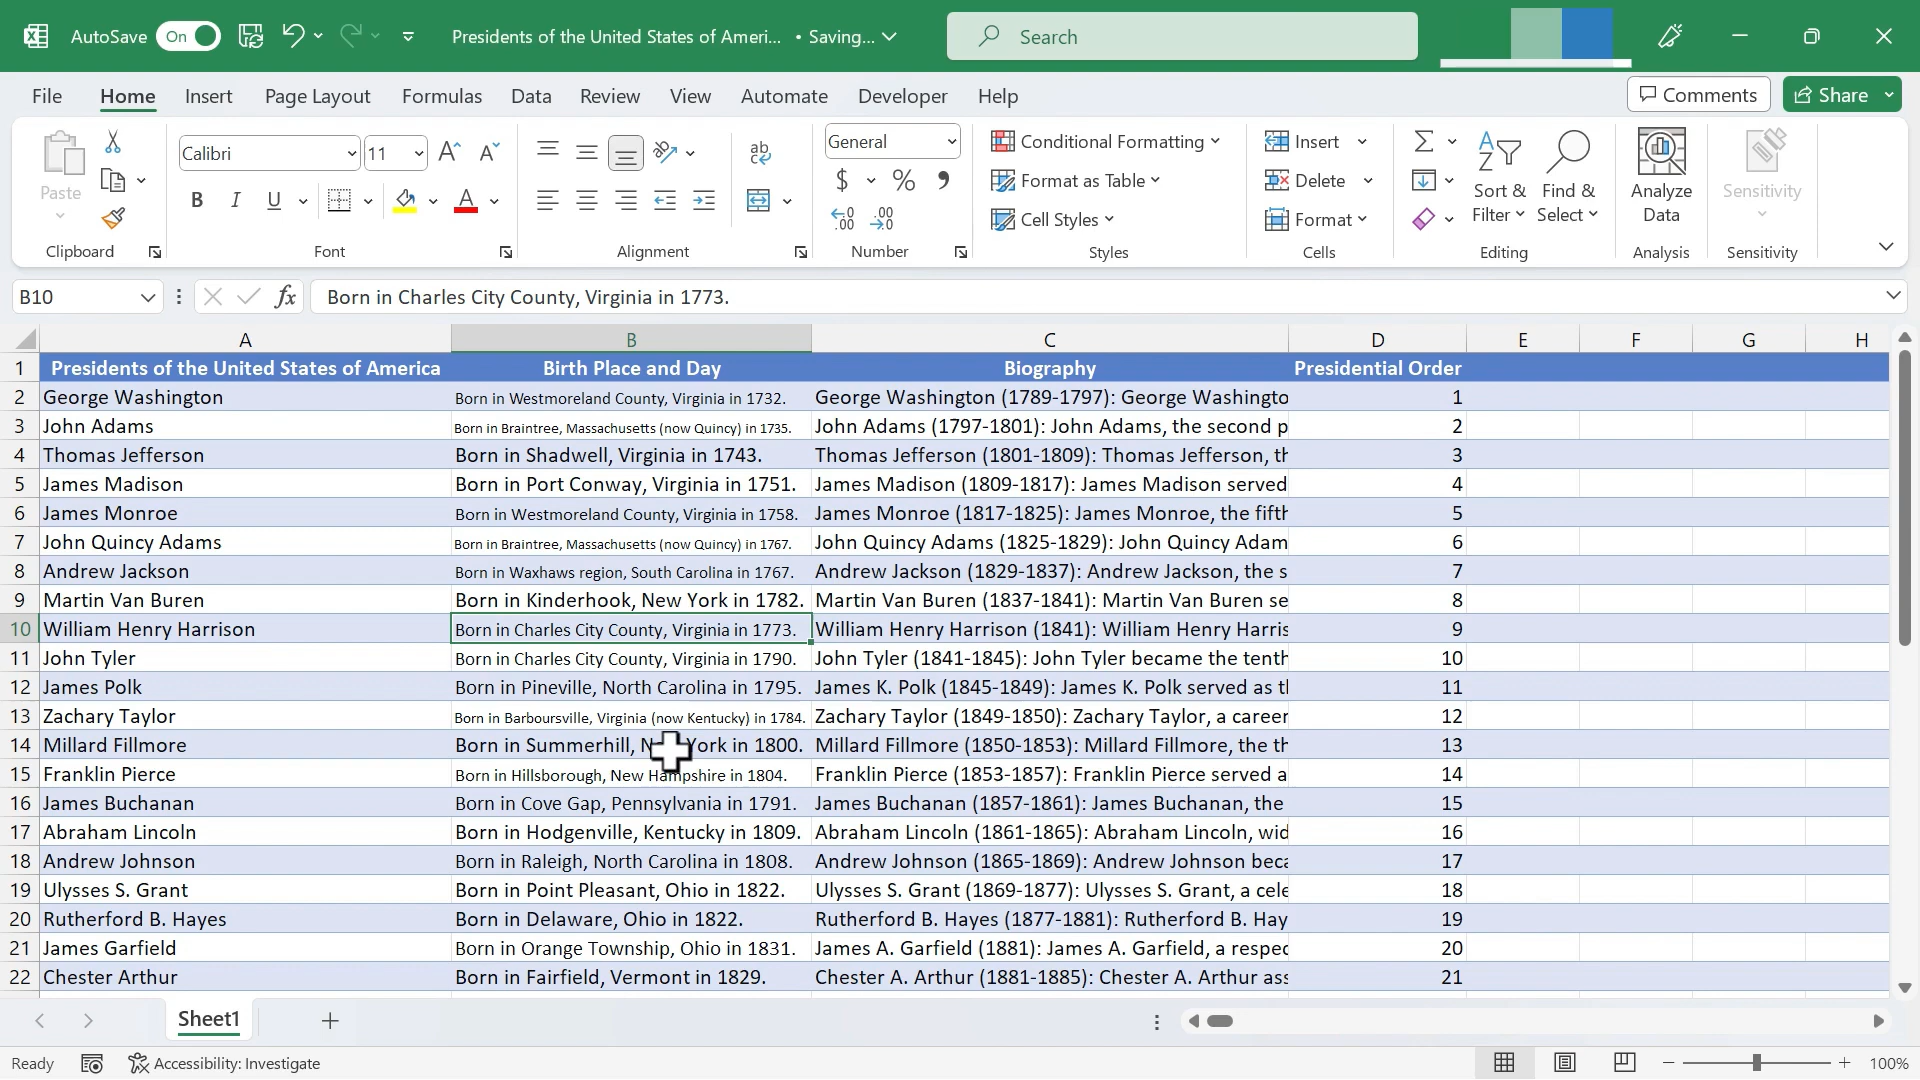 AutoSave On Presidents of the United States of Ameri... • Saving... Search
File Home Insert Page Layout Formulas Data Review View Automate Developer Help Comments Share
Paste
Calibri 11
B I U
ab
General
$ % 9
Conditional Formatting
Format as Table
Cell Styles
Insert
Delete
Format
Sort & Filter
Find & Select
Analyze Data
Sensitivity
Clipboard Font Alignment Number Styles Cells Editing Analysis Sensitivity
B10 fx Born in Charles City County, Virginia in 1773.
A B C D E F G H
1 Presidents of the United States of America Birth Place and Day Biography Presidential Order
2 George Washington Born in Westmoreland County, Virginia in 1732. George Washington (1789-1797): George Washingto 1
3 John Adams Born in Braintree, Massachusetts (now Quincy) in 1735. John Adams (1797-1801): John Adams, the second p 2
4 Thomas Jefferson Born in Shadwell, Virginia in 1743. Thomas Jefferson (1801-1809): Thomas Jefferson, th 3
5 James Madison Born in Port Conway, Virginia in 1751. James Madison (1809-1817): James Madison served 4
6 James Monroe Born in Westmoreland County, Virginia in 1758. James Monroe (1817-1825): James Monroe, the fifth 5
7 John Quincy Adams Born in Braintree, Massachusetts (now Quincy) in 1767. John Quincy Adams (1825-1829): John Quincy Adam 6
8 Andrew Jackson Born in Waxhaws region, South Carolina in 1767. Andrew Jackson (1829-1837): Andrew Jackson, the s 7
9 Martin Van Buren Born in Kinderhook, New York in 1782. Martin Van Buren (1837-1841): Martin Van Buren se 8
10 William Henry Harrison Born in Charles City County, Virginia in 1773. William Henry Harrison (1841): William Henry Harris 9
11 John Tyler Born in Charles City County, Virginia in 1790. John Tyler (1841-1845): John Tyler became the tenth 10
12 James Polk Born in Pineville, North Carolina in 1795. James K. Polk (1845-1849): James K. Polk served as t 11
13 Zachary Taylor Born in Barboursville, Virginia (now Kentucky) in 1784. Zachary Taylor (1849-1850): Zachary Taylor, a career 12
14 Millard Fillmore Born in Summerhill, N York in 1800. Millard Fillmore (1850-1853): Millard Fillmore, the th 13
15 Franklin Pierce Born in Hillsborough, New Hampshire in 1804. Franklin Pierce (1853-1857): Franklin Pierce served a 14
16 James Buchanan Born in Cove Gap, Pennsylvania in 1791. James Buchanan (1857-1861): James Buchanan, the 15
17 Abraham Lincoln Born in Hodgenville, Kentucky in 1809. Abraham Lincoln (1861-1865): Abraham Lincoln, wid 16
18 Andrew Johnson Born in Raleigh, North Carolina in 1808. Andrew Johnson (1865-1869): Andrew Johnson beca 17
19 Ulysses S. Grant Born in Point Pleasant, Ohio in 1822. Ulysses S. Grant (1869-1877): Ulysses S. Grant, a cele 18
20 Rutherford B. Hayes Born in Delaware, Ohio in 1822. Rutherford B. Hayes (1877-1881): Rutherford B. Hay 19
21 James Garfield Born in Orange Township, Ohio in 1831. James A. Garfield (1881): James A. Garfield, a respec 20
22 Chester Arthur Born in Fairfield, Vermont in 1829. Chester A. Arthur (1881-1885): Chester A. Arthur ass 21
Sheet1
Ready Accessibility: Investigate 100%